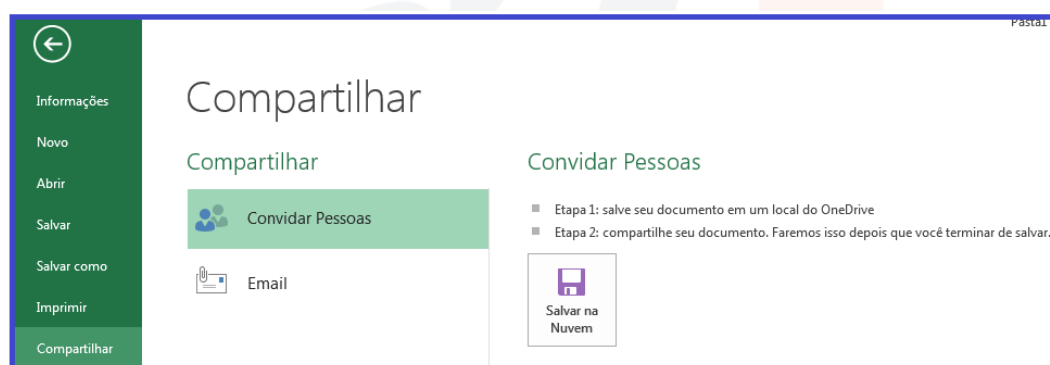 Pasta1
Informações
Novo
Abrir
Salvar
Salvar como
Imprimir
Compartilhar
Compartilhar
Compartilhar
Convidar Pessoas
Email
Convidar Pessoas
Etapa 1: salve seu documento em um local do OneDrive
Etapa 2: compartilhe seu documento. Faremos isso depois que você terminar de salvar.
Salvar na
Nuvem